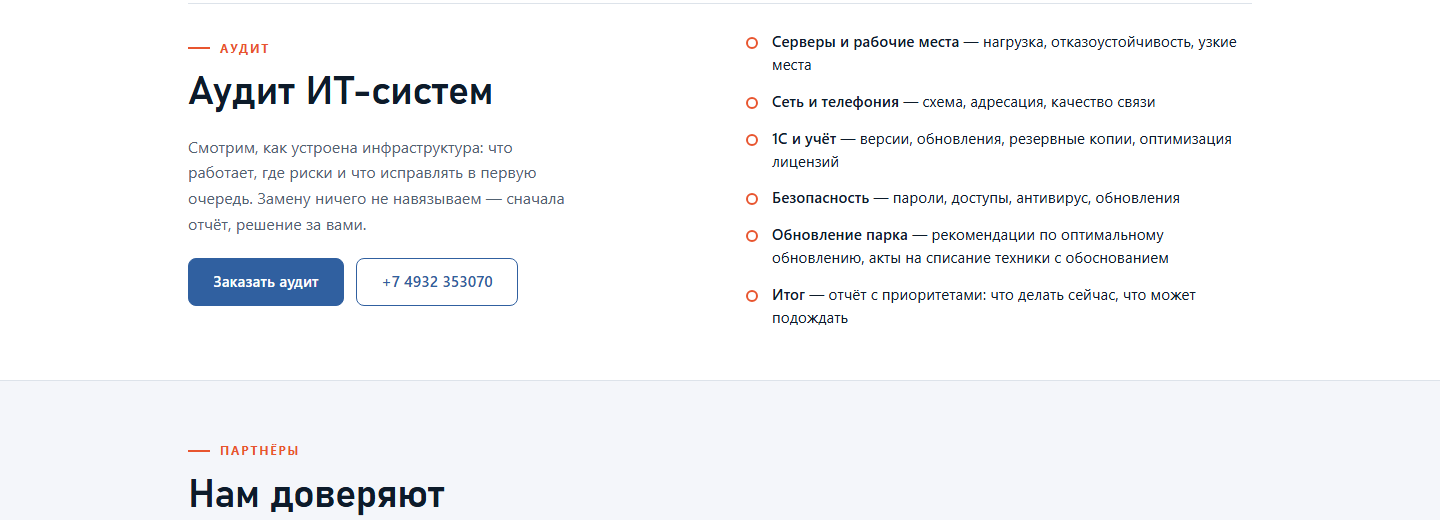 АУДИТ
Аудит ИТ-систем
Смотрим, как устроена инфраструктура: что
работает, где риски и что исправлять в первую
очередь. Замену ничего не навязываем — сначала
отчёт, решение за вами.
Заказать аудит
+7 4932 353070
Серверы и рабочие места — нагрузка, отказоустойчивость, узкие
места
Сеть и телефония — схема, адресация, качество связи
1С и учёт — версии, обновления, резервные копии, оптимизация
лицензий
Безопасность — пароли, доступы, антивирус, обновления
Обновление парка — рекомендации по оптимальному
обновлению, акты на списание техники с обоснованием
Итог — отчёт с приоритетами: что делать сейчас, что может
подождать
ПАРТНЁРЫ
Нам доверяют